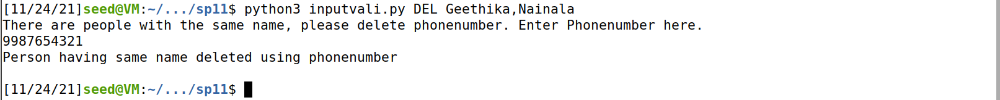 [11/24/21]seed@VM:~/.../sp11$ python3 inputvali.py DEL Geethika,Nainala
There are people with the same name, please delete phonenumber. Enter Phonenumber here.
9987654321
Person having same name deleted using phonenumber
[11/24/21]seed@VM:~/.../sp11$